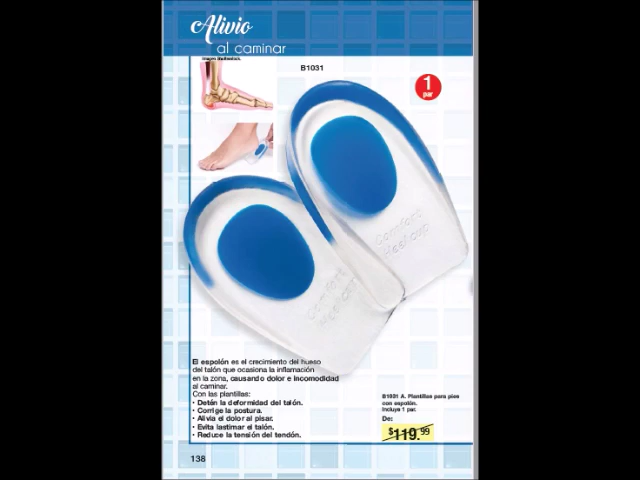 Alivio
al caminar
B1031
1
par
Comfort
Heelcup
Comfort
El espolón es el crecimiento del hueso
del talón que ocasiona la inflamación
en la zona, causando dolor e incomodidad
al caminar.
Con las plantillas:
• Detén la deformidad del talón.
• Corrige la postura.
• Alivia el dolor al pisar.
• Evita lastimar el talón.
• Reduce la tensión del tendón.
B1031 A. Plantillas para pies
con espolón.
Incluye 1 par.
De:
$119.99
138